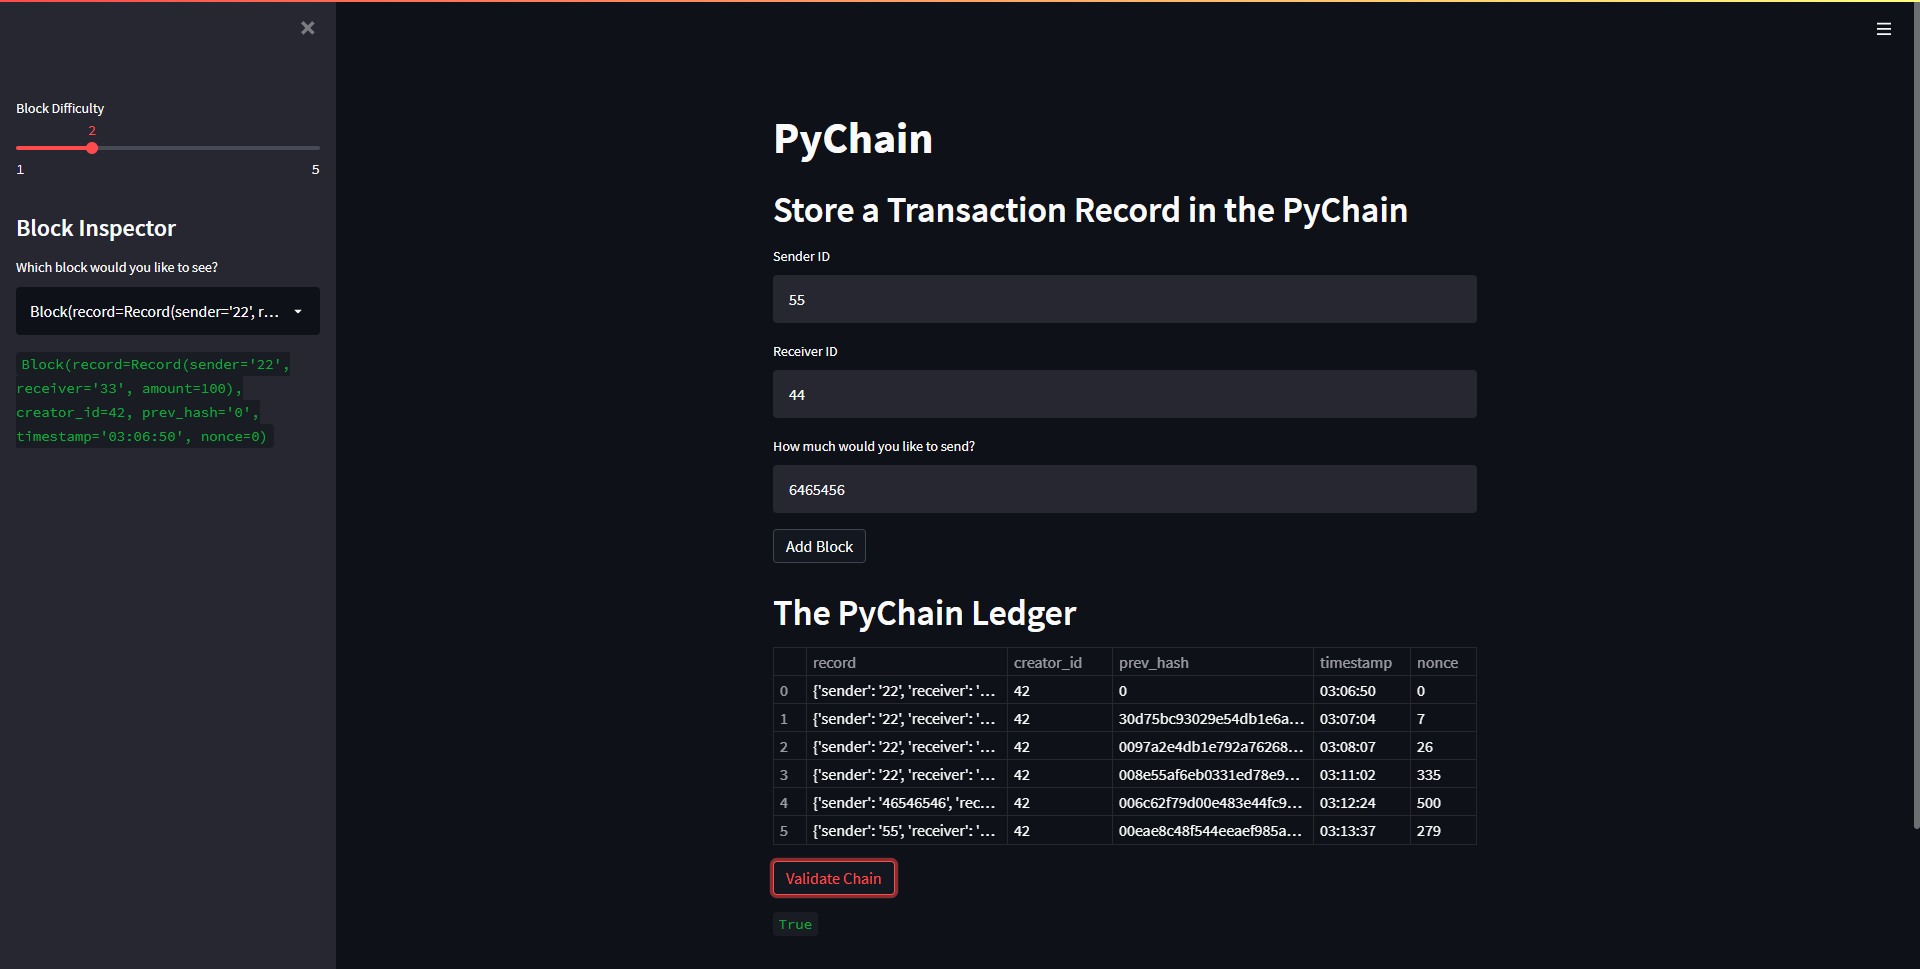 Block Difficulty
2
1 5
Block Inspector
Which block would you like to see?
Block(record=Record(sender='22', r...
Block(record=Record(sender='22',
receiver='33', amount=100),
creator_id=42, prev_hash='0',
timestamp='03:06:50', nonce=0)
PyChain
Store a Transaction Record in the PyChain
Sender ID
55
Receiver ID
44
How much would you like to send?
6465456
Add Block
The PyChain Ledger
record creator_id prev_hash timestamp nonce
0 {'sender': '22', 'receiver': '... 42 0 03:06:50 0
1 {'sender': '22', 'receiver': '... 42 30d75bc93029e54db1e6a... 03:07:04 7
2 {'sender': '22', 'receiver': '... 42 0097a2e4db1e792a76268... 03:08:07 26
3 {'sender': '22', 'receiver': '... 42 008e55af6eb0331ed78e9... 03:11:02 335
4 {'sender': '46546546', 'rec... 42 006c62f79d00e483e44fc9... 03:12:24 500
5 {'sender': '55', 'receiver': '... 42 00eae8c48f544eeaef985a... 03:13:37 279
Validate Chain
True